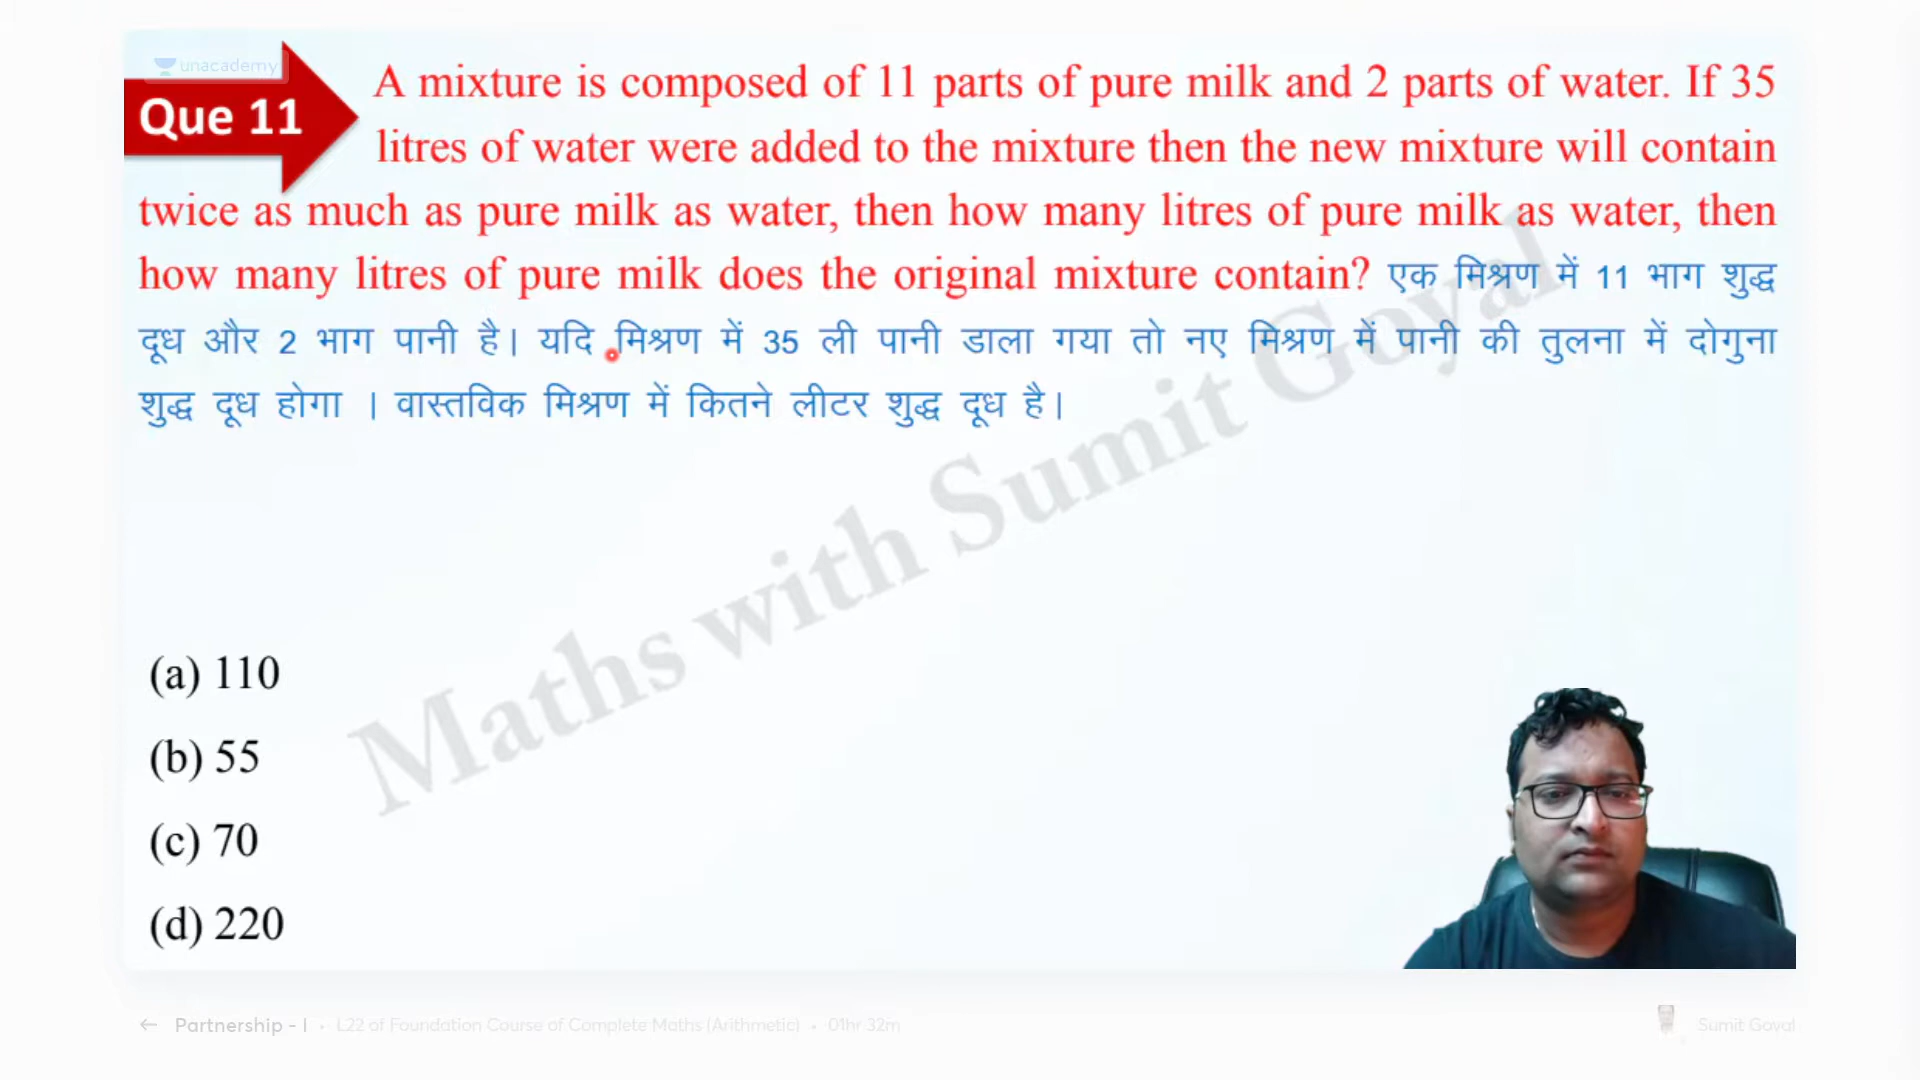 unacademy
Que 11
A mixture is composed of 11 parts of pure milk and 2 parts of water. If 35
litres of water were added to the mixture then the new mixture will contain
twice as much as pure milk as water, then how many litres of pure milk as water, then
how many litres of pure milk does the original mixture contain? एक मिश्रण में 11 भाग शुद्ध
दूध और 2 भाग पानी है। यदि मिश्रण में 35 ली पानी डाला गया तो नए मिश्रण में पानी की तुलना में दोगुना
शुद्ध दूध होगा । वास्तविक मिश्रण में कितने लीटर शुद्ध दूध है।
Maths with Sumit Goyal
(a) 110
(b) 55
(c) 70
(d) 220
← Partnership - I • L22 of Foundation Course of Complete Maths (Arithmetic) • 01hr 32m
Sumit Goyal